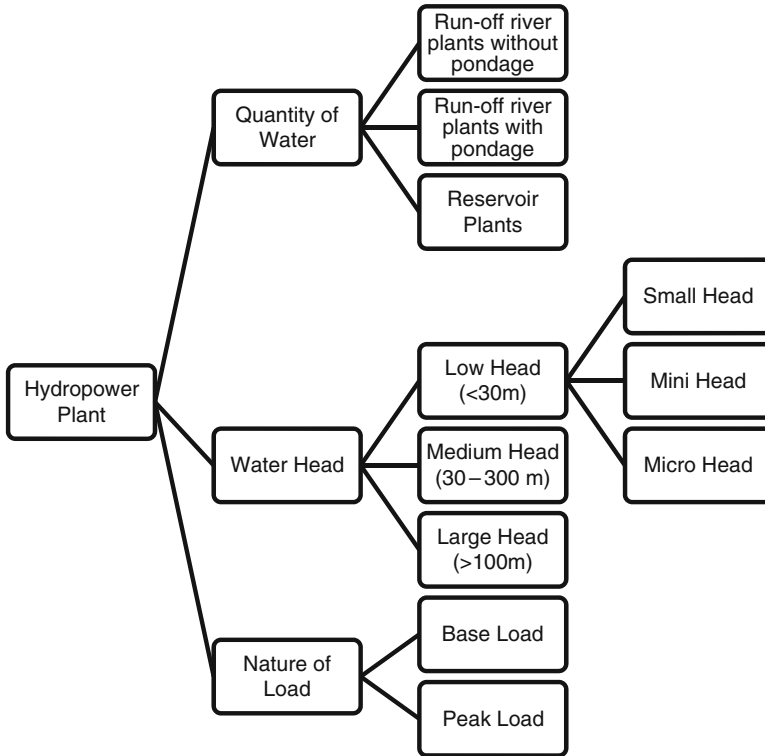 Hydropower
Plant
Quantity of
Water
Run-off river
plants without
pondage
Run-off river
plants with
pondage
Reservoir
Plants
Water Head
Low Head
(<30m)
Small Head
Mini Head
Micro Head
Medium Head
(30–300 m)
Large Head
(>100m)
Nature of
Load
Base Load
Peak Load